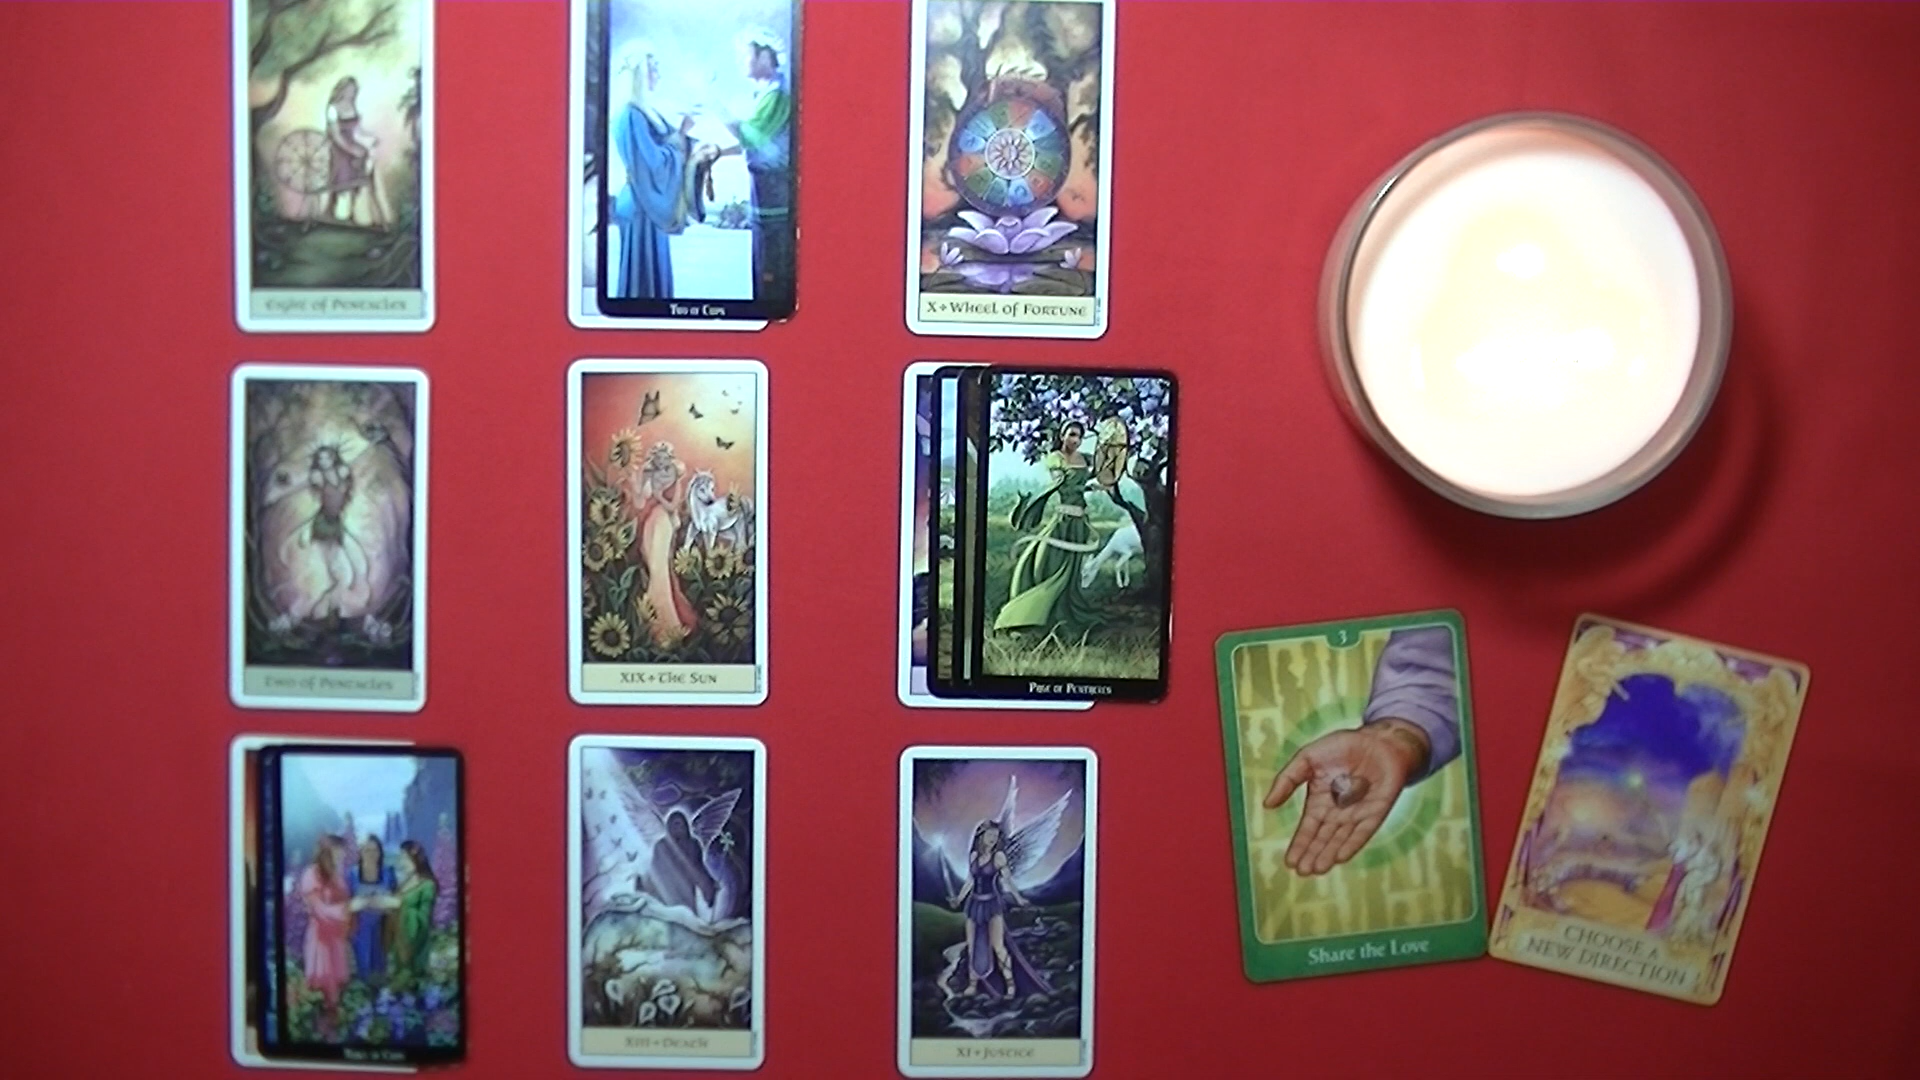 Eight of Pentacles
Two of Cups
X + Wheel of Fortune
Two of Pentacles
XIX + The Sun
Page of Pentacles
Three of Cups
XIII + Death
XI + Justice
3
Share the Love
CHOOSE A
NEW DIRECTION